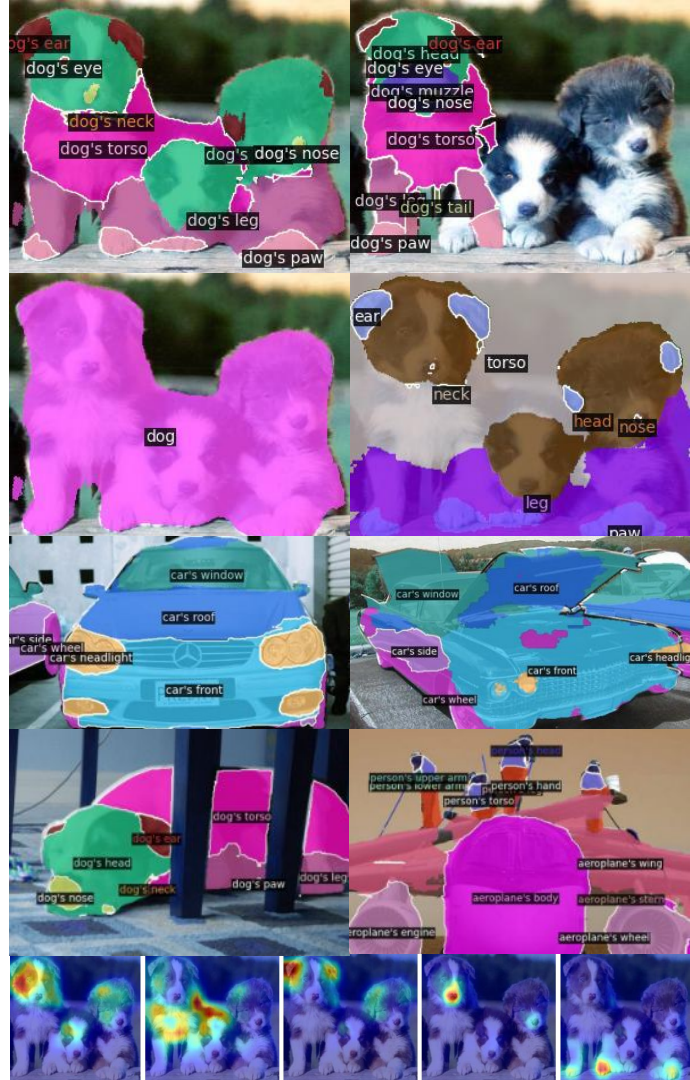 dog's ear
dog's eye
dog's neck
dog's torso
dog's nose
dog's leg
dog's paw
dog's ear
dog's head
dog's eye
dog's muzzle
dog's nose
dog's torso
dog's leg
dog's tail
dog's paw
dog
ear
torso
neck
head
nose
leg
paw
car's window
car's roof
car's side
car's wheel
car's headlight
car's front
car's window
car's roof
car's side
car's front
car's headlig
car's wheel
dog's torso
dog's ear
dog's head
dog's nose
dog's neck
dog's paw
dog's leg
person's head
person's upper arm
person's lower arm
person's hand
person's torso
aeroplane's wing
aeroplane's body
aeroplane's stern
aeroplane's engine
aeroplane's wheel